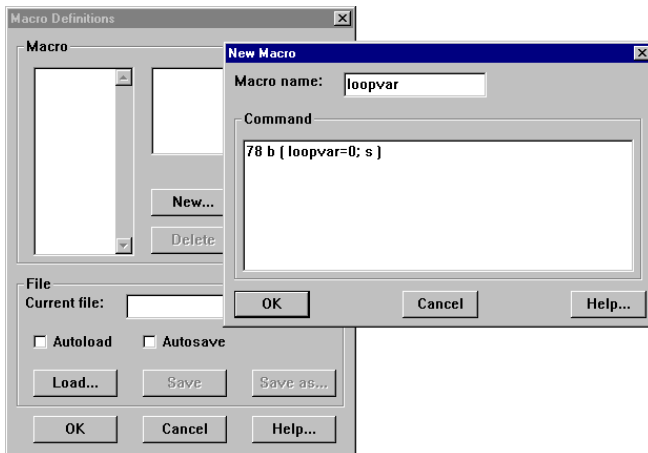 Macro Definitions
Macro
New...
Delete
File
Current file:
Autoload
Autosave
Load...
Save
Save as...
OK
Cancel
Help...
New Macro
Macro name:
loopvar
Command
78 b { loopvar=0; s }
OK
Cancel
Help...